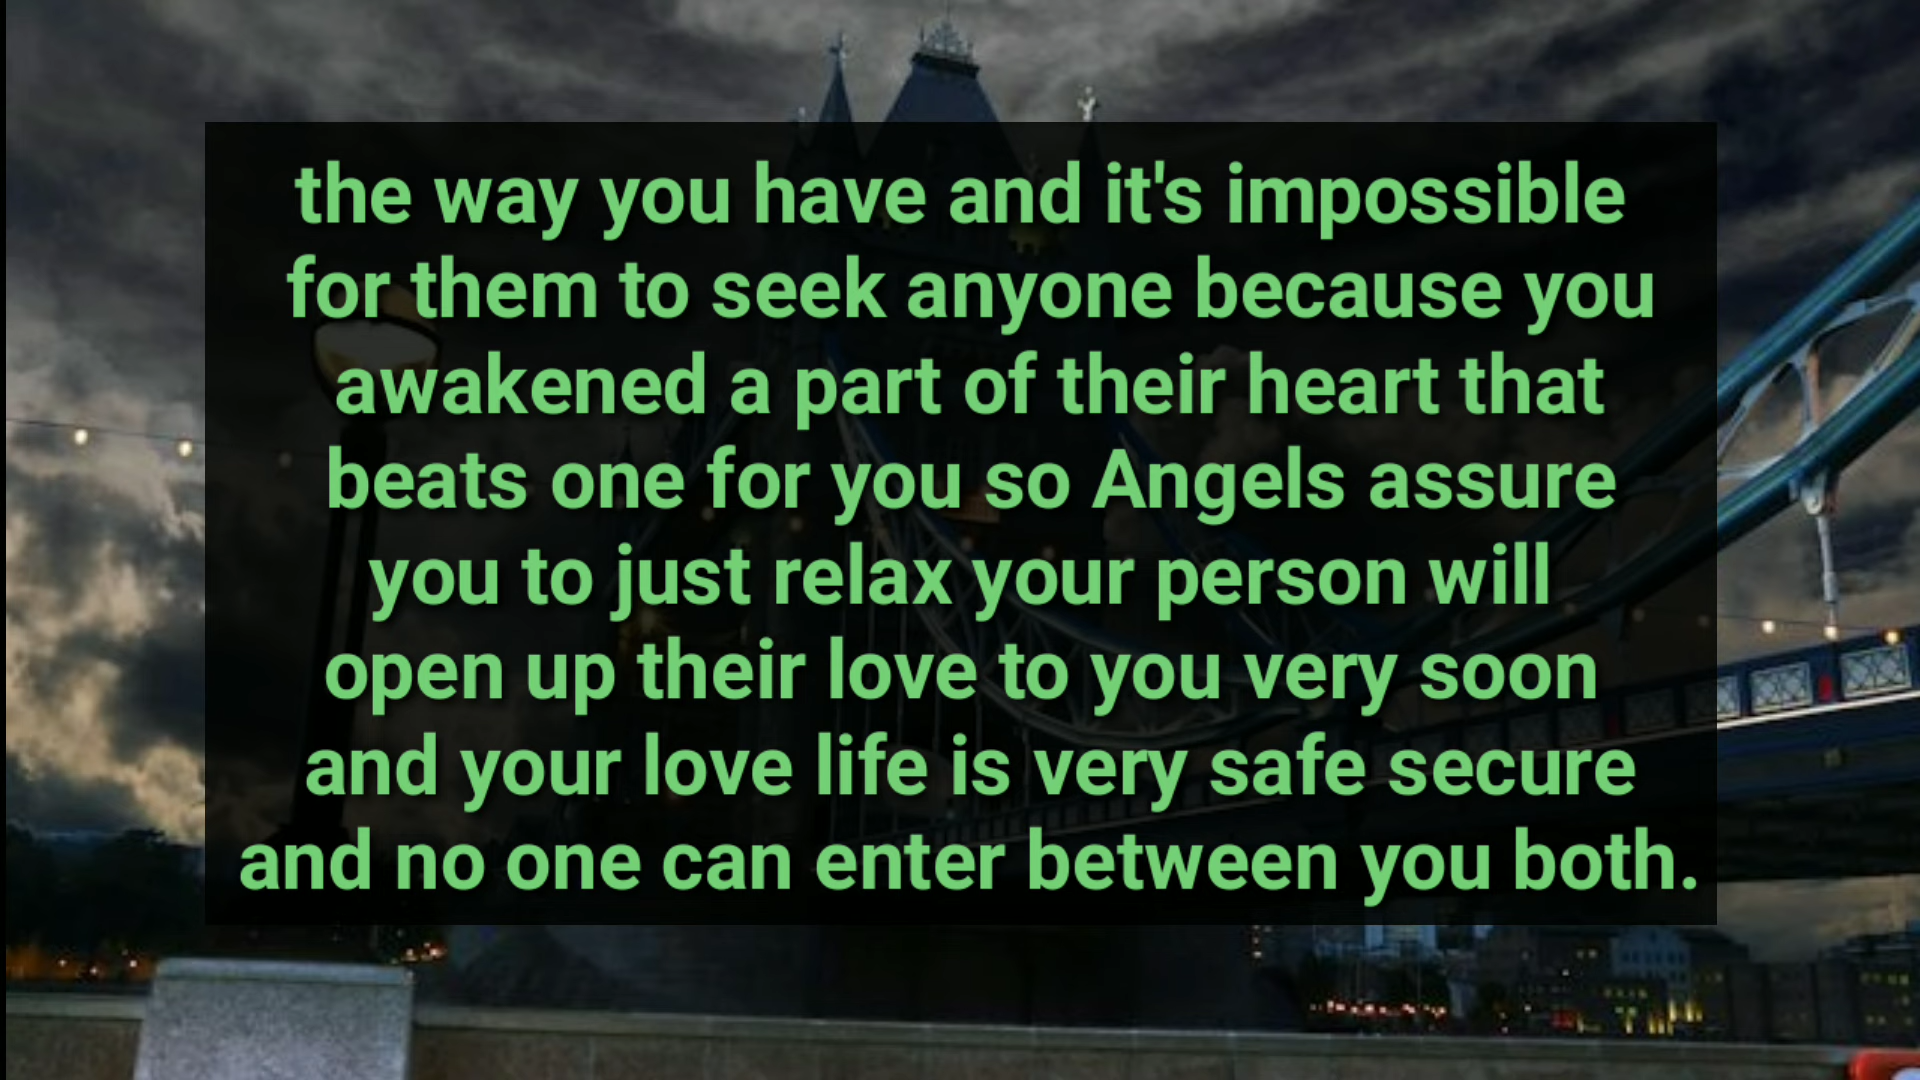 the way you have and it's impossible
for them to seek anyone because you
awakened a part of their heart that
beats one for you so Angels assure
you to just relax your person will
open up their love to you very soon
and your love life is very safe secure
and no one can enter between you both.